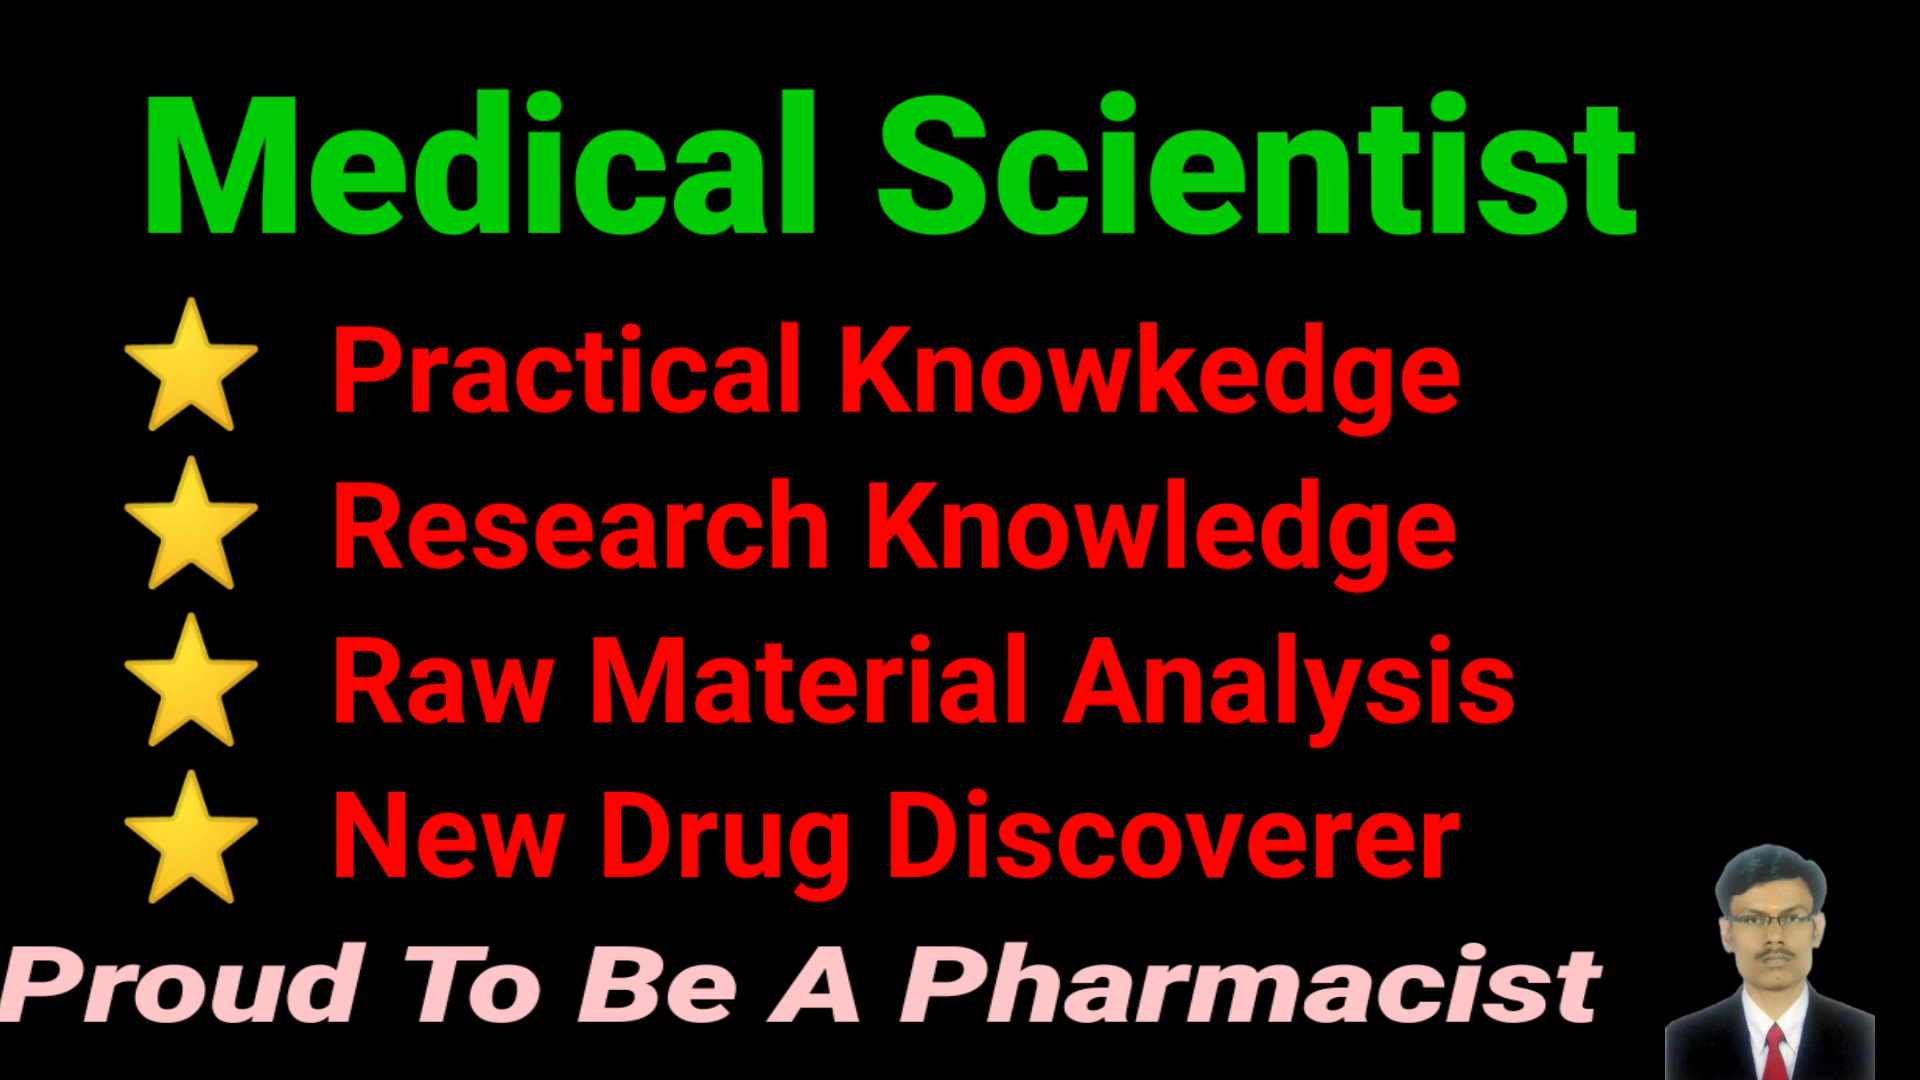 Medical Scientist
Practical Knowkedge
Research Knowledge
Raw Material Analysis
New Drug Discoverer
Proud To Be A Pharmacist